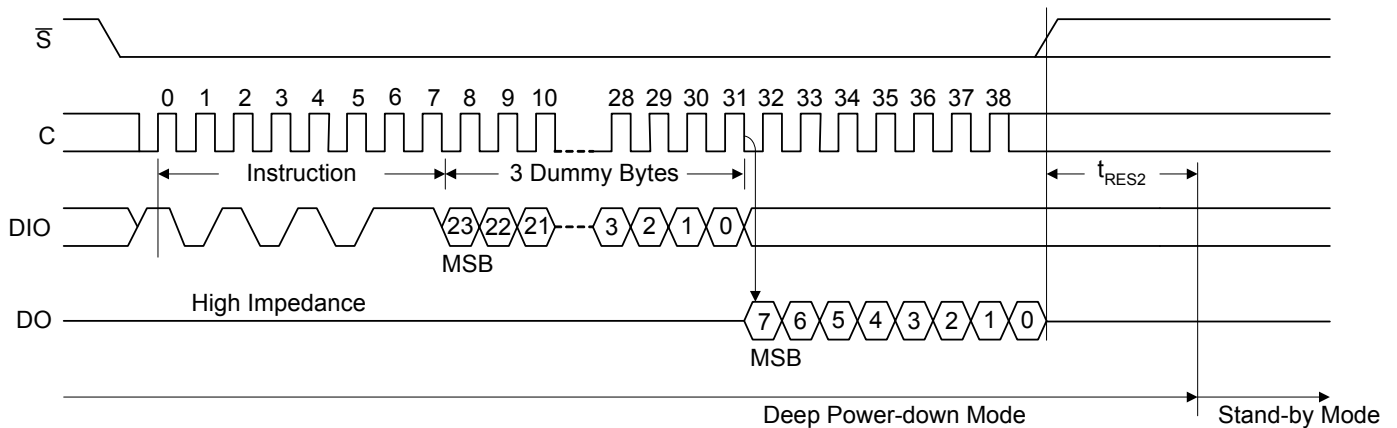 S
0 1 2 3 4 5 6 7 8 9 10 28 29 30 31 32 33 34 35 36 37 38
C
Instruction 3 Dummy Bytes tRES2
DIO 23 22 21 3 2 1 0
MSB
High Impedance
DO 7 6 5 4 3 2 1 0
MSB
Deep Power-down Mode Stand-by Mode